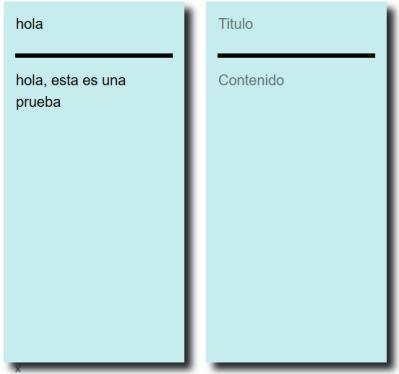 hola
hola, esta es una
prueba
x
Titulo
Contenido